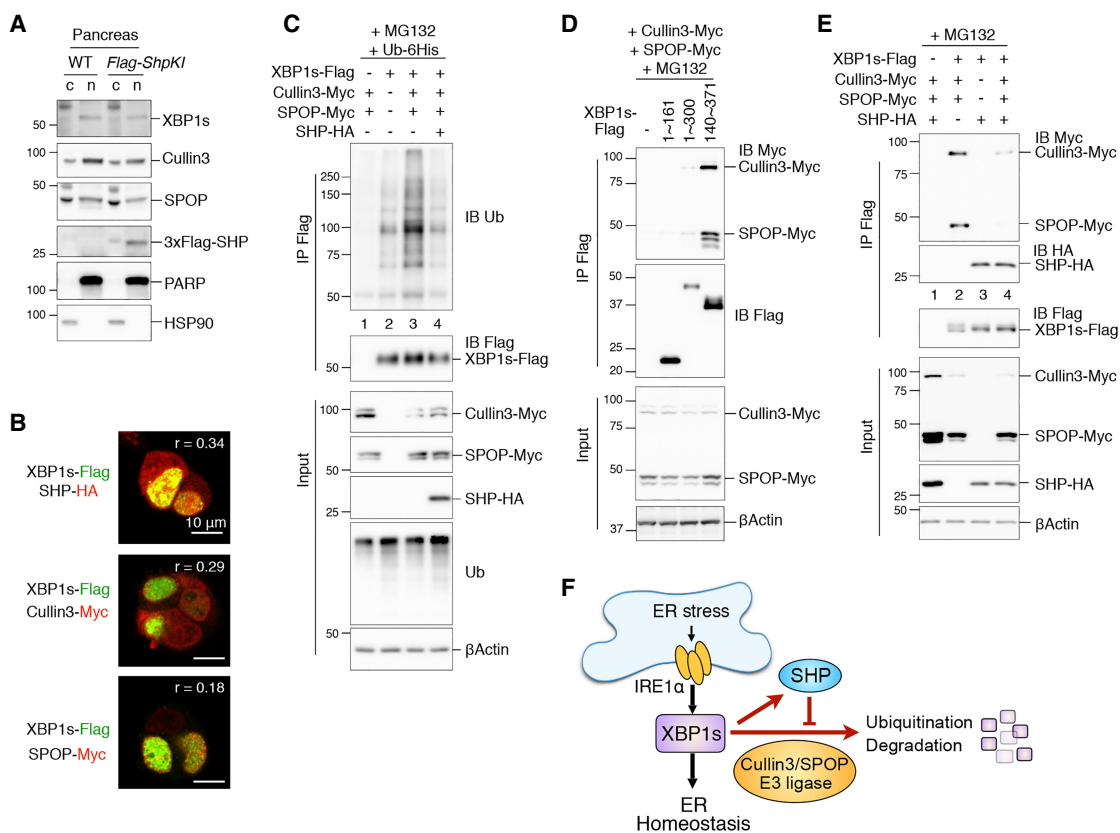 A
Pancreas
WT Flag-ShpKI
c n c n
50 XBP1s
100 Cullin3
50 SPOP
25 3xFlag-SHP
100 PARP
100 HSP90
B
XBP1s-Flag
SHP-HA
r = 0.34
10 µm
XBP1s-Flag
Cullin3-Myc
r = 0.29
XBP1s-Flag
SPOP-Myc
r = 0.18
C
+ MG132
+ Ub-6His
XBP1s-Flag - + + +
Cullin3-Myc + - + +
SPOP-Myc + - + +
SHP-HA - - - +
IP Flag
250
150
100
50
IB Ub
1 2 3 4
IB Flag
50 XBP1s-Flag
Input
100 Cullin3-Myc
50 SPOP-Myc
25 SHP-HA
Ub
50 βActin
D
+ Cullin3-Myc
+ SPOP-Myc
+ MG132
XBP1s-
Flag
- 1~161 1~300 140~371
IP Flag
IB Myc
100 Cullin3-Myc
75
50 SPOP-Myc
50
37
25
20
IB Flag
Input
100 Cullin3-Myc
75
50 SPOP-Myc
37 βActin
E
+ MG132
XBP1s-Flag - + + +
Cullin3-Myc + + - +
SPOP-Myc + + - +
SHP-HA + - + +
IP Flag
IB Myc
100 Cullin3-Myc
75
50 SPOP-Myc
IB HA
25 SHP-HA
1 2 3 4
IB Flag
XBP1s-Flag
Input
100 Cullin3-Myc
75
50 SPOP-Myc
25 SHP-HA
50 βActin
F
ER stress
IRE1α
SHP
XBP1s
Ubiquitination
Degradation
Cullin3/SPOP
E3 ligase
ER
Homeostasis